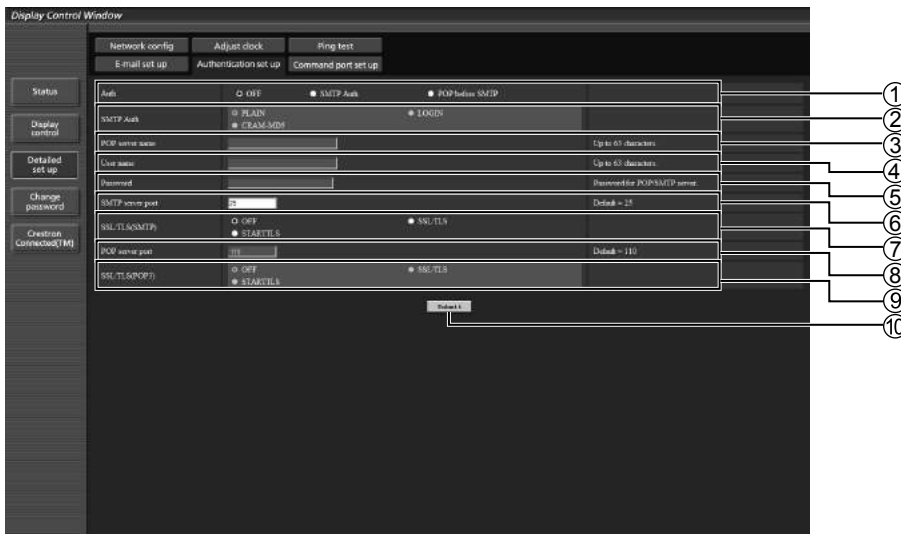 Display Control Window
Network config Adjust clock Ping test
E-mail set up Authentication set up Command port set up
Status
Display control
Detailed set up
Change password
Crestron Connected(TM)
Auth OFF SMTP Auth POP before SMTP ①
SMTP Auth PLAIN LOGIN ②
CRAM-MD5
POP server name Up to 63 characters ③
User name Up to 63 characters ④
Password Password for POP/SMTP server. ⑤
SMTP server port 25 Default = 25 ⑥
SSL/TLS(SMTP) OFF SSL/TLS ⑦
STARTTLS
POP server port 110 Default = 110 ⑧
SSL/TLS(POP3) OFF SSL/TLS ⑨
STARTTLS
Submit ⑩